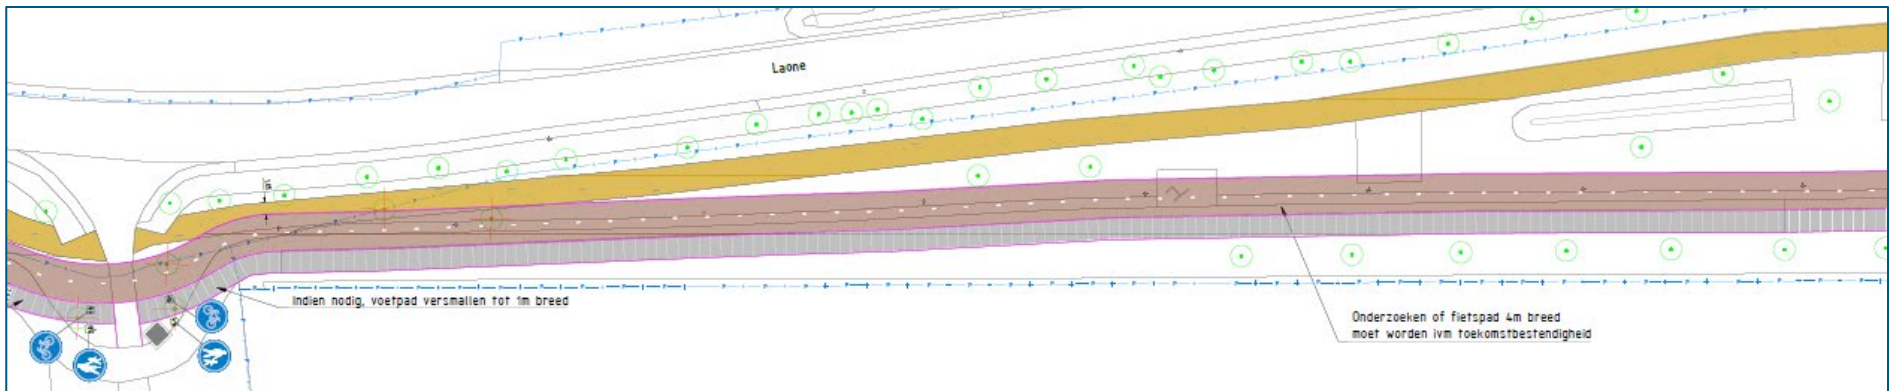 Laone
Indien nodig, voetpad versmallen tot 1m breed
Onderzoeken of fietspad 4m breed
moet worden ivm toekomstbestendigheid